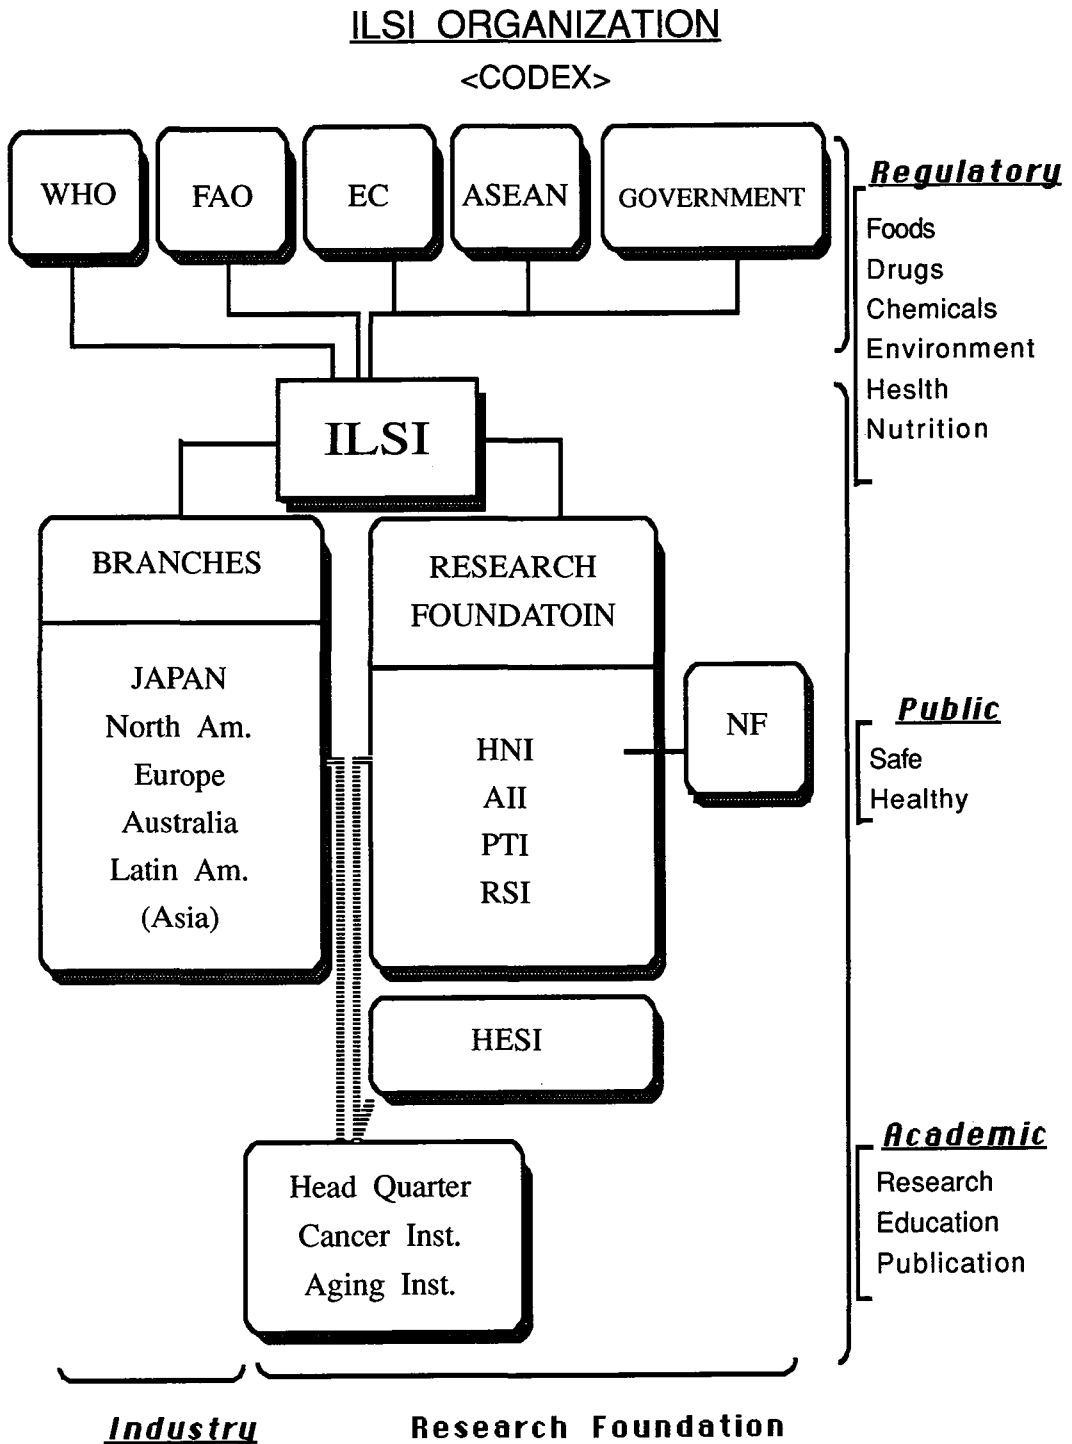 ILSI ORGANIZATION
<CODEX>
WHO
FAO
EC
ASEAN
GOVERNMENT
Regulatory
Foods
Drugs
Chemicals
Environment
Heslth
Nutrition
ILSI
BRANCHES
JAPAN
North Am.
Europe
Australia
Latin Am.
(Asia)
RESEARCH
FOUNDATOIN
HNI
AII
PTI
RSI
NF
Public
Safe
Healthy
HESI
Head Quarter
Cancer Inst.
Aging Inst.
Academic
Research
Education
Publication
Industry
Research Foundation